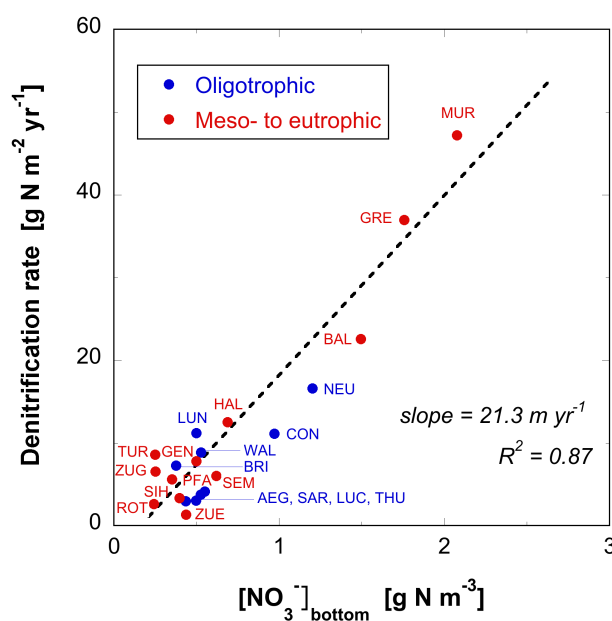 60
40
20
0
0
1
2
3
Denitrification rate [g N m-2 yr-1]
[NO3-]bottom [g N m-3]
Oligotrophic
Meso- to eutrophic
MUR
GRE
BAL
NEU
HAL
LUN
CON
TUR
GEN
WAL
ZUG
BRI
PFA
SEM
SIH
AEG, SAR, LUC, THU
ROT
ZUE
slope = 21.3 m yr-1
R2 = 0.87